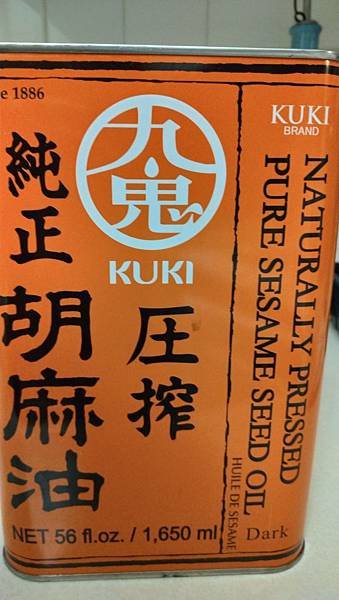 e 1886
純正胡麻油
九鬼
KUKI
圧搾
KUKI
BRAND
NATURALLY PRESSED
PURE SESAME SEED OIL
HUILE DE SESAME
Dark
NET 56 fl.oz. / 1,650 ml